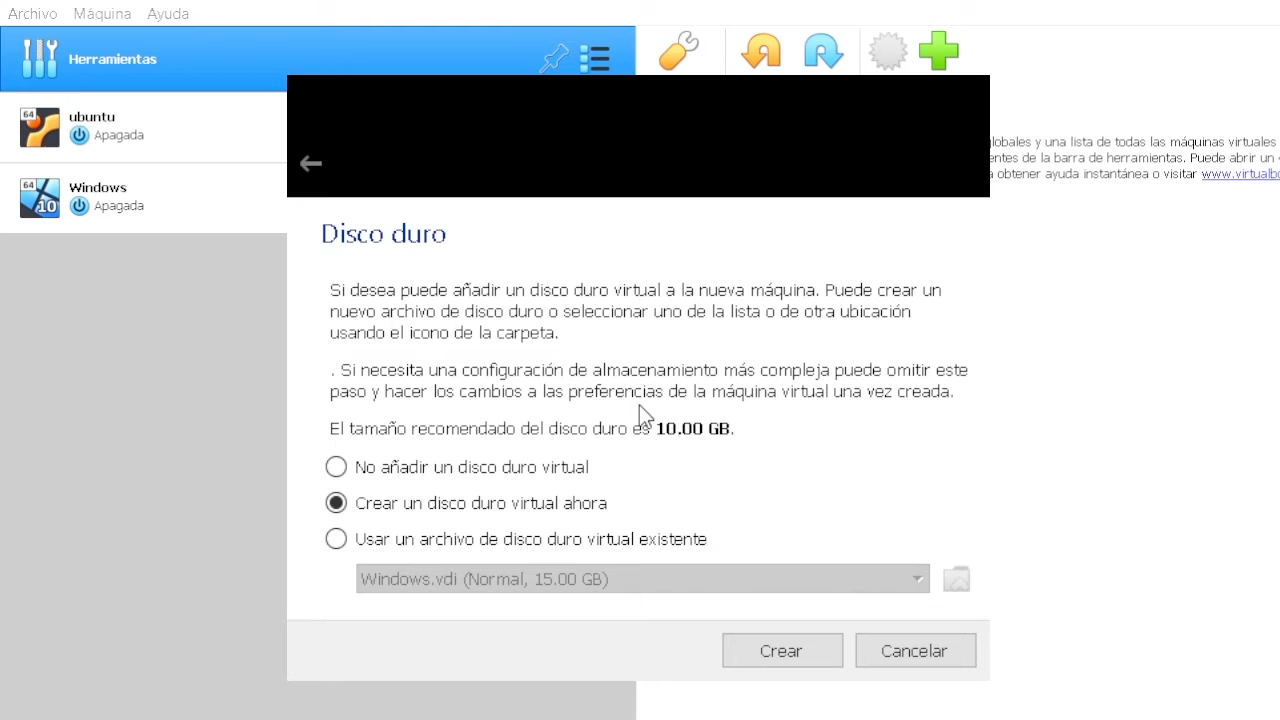 Archivo Máquina Ayuda
Herramientas
64
ubuntu
Apagada
64
10
Windows
Apagada
globales y una lista de todas las máquinas virtuales
entes de la barra de herramientas. Puede abrir un
a obtener ayuda instantánea o visitar www.virtualbo
Disco duro
Si desea puede añadir un disco duro virtual a la nueva máquina. Puede crear un
nuevo archivo de disco duro o seleccionar uno de la lista o de otra ubicación
usando el icono de la carpeta.
. Si necesita una configuración de almacenamiento más compleja puede omitir este
paso y hacer los cambios a las preferencias de la máquina virtual una vez creada.
El tamaño recomendado del disco duro es 10.00 GB.
No añadir un disco duro virtual
Crear un disco duro virtual ahora
Usar un archivo de disco duro virtual existente
Windows.vdi (Normal, 15.00 GB)
Crear Cancelar